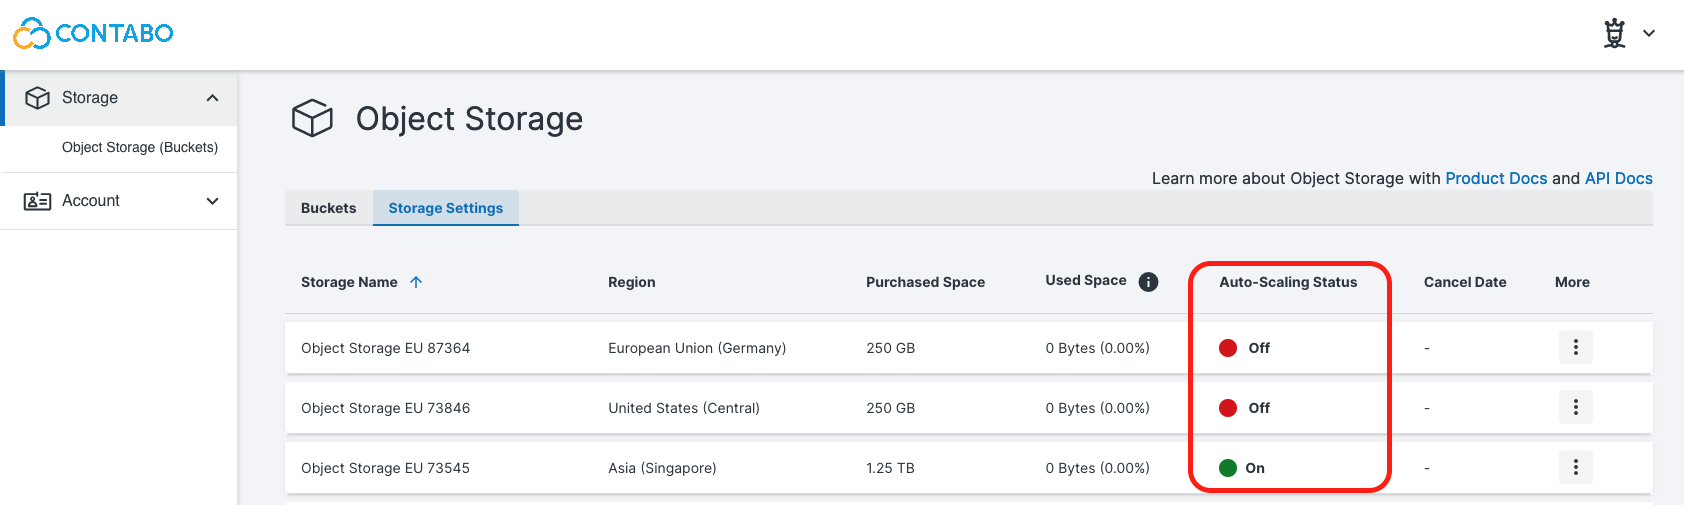 CONTABO
Storage
Object Storage (Buckets)
Account
Object Storage
Learn more about Object Storage with Product Docs and API Docs
Buckets Storage Settings
Storage Name Region Purchased Space Used Space Auto-Scaling Status Cancel Date More
Object Storage EU 87364 European Union (Germany) 250 GB 0 Bytes (0.00%) Off -
Object Storage EU 73846 United States (Central) 250 GB 0 Bytes (0.00%) Off -
Object Storage EU 73545 Asia (Singapore) 1.25 TB 0 Bytes (0.00%) On -